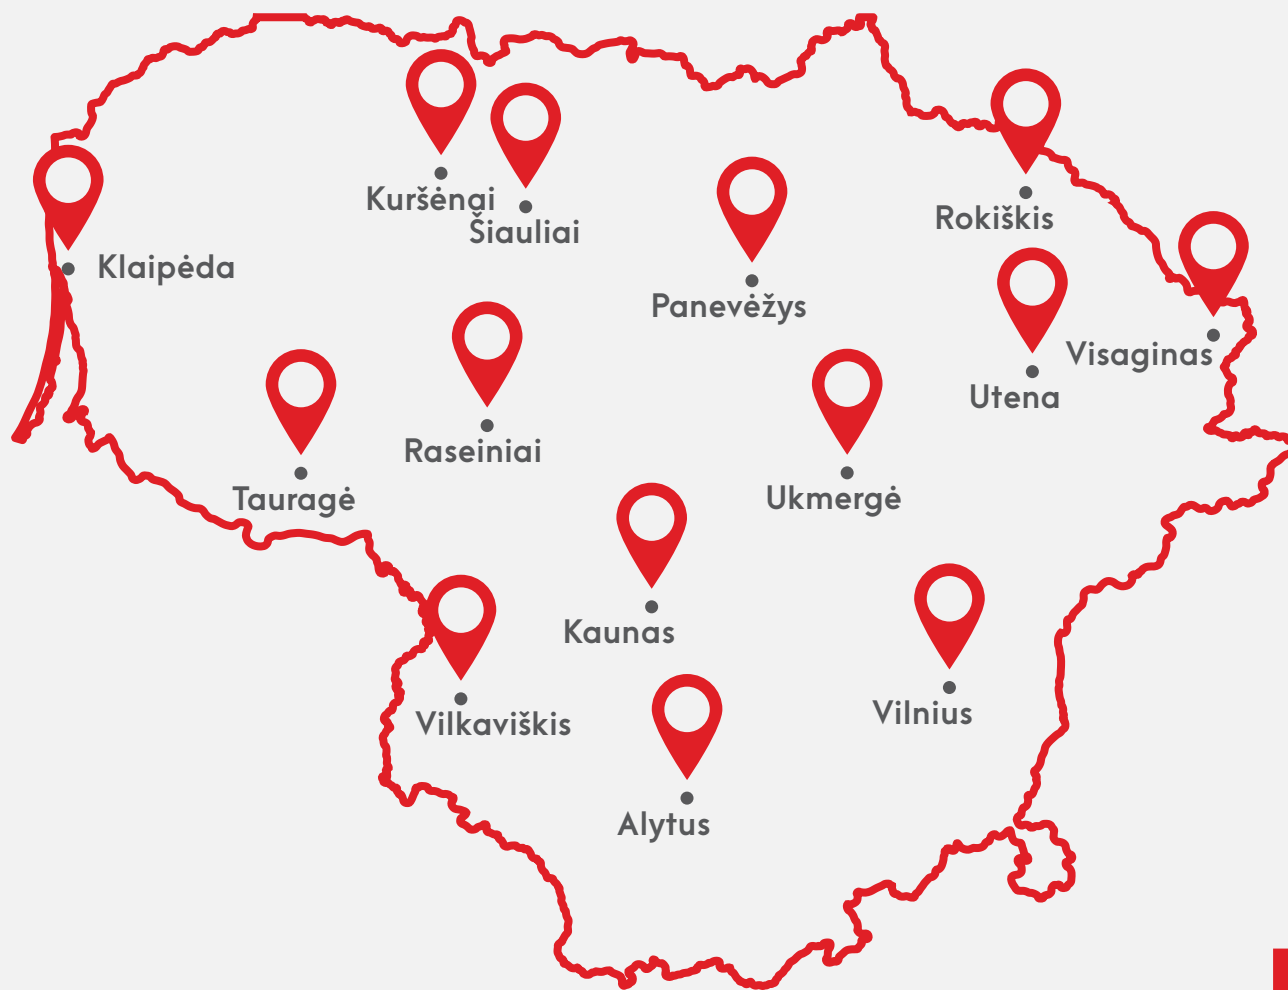 Kuršėnai
Šiauliai
Rokiškis
Klaipėda
Panevėžys
Visaginas
Utena
Raseiniai
Tauragė
Ukmergė
Kaunas
Vilnius
Vilkaviškis
Alytus